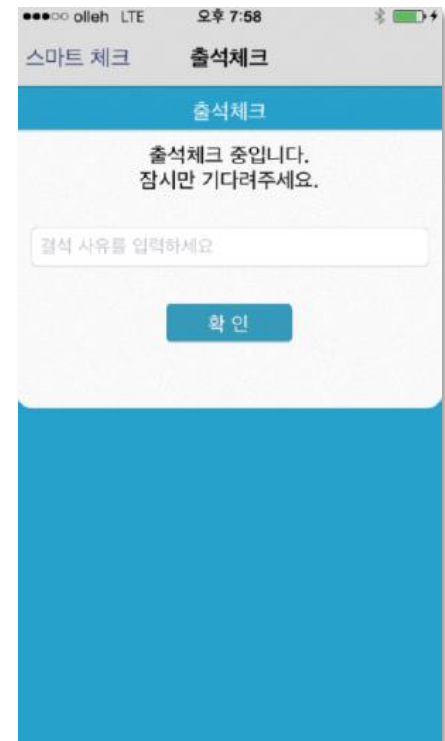 olleh LTE 오후 7:58
스마트 체크 출석체크
출석체크
출석체크 중입니다.
잠시만 기다려주세요.
결석 사유를 입력하세요
확 인